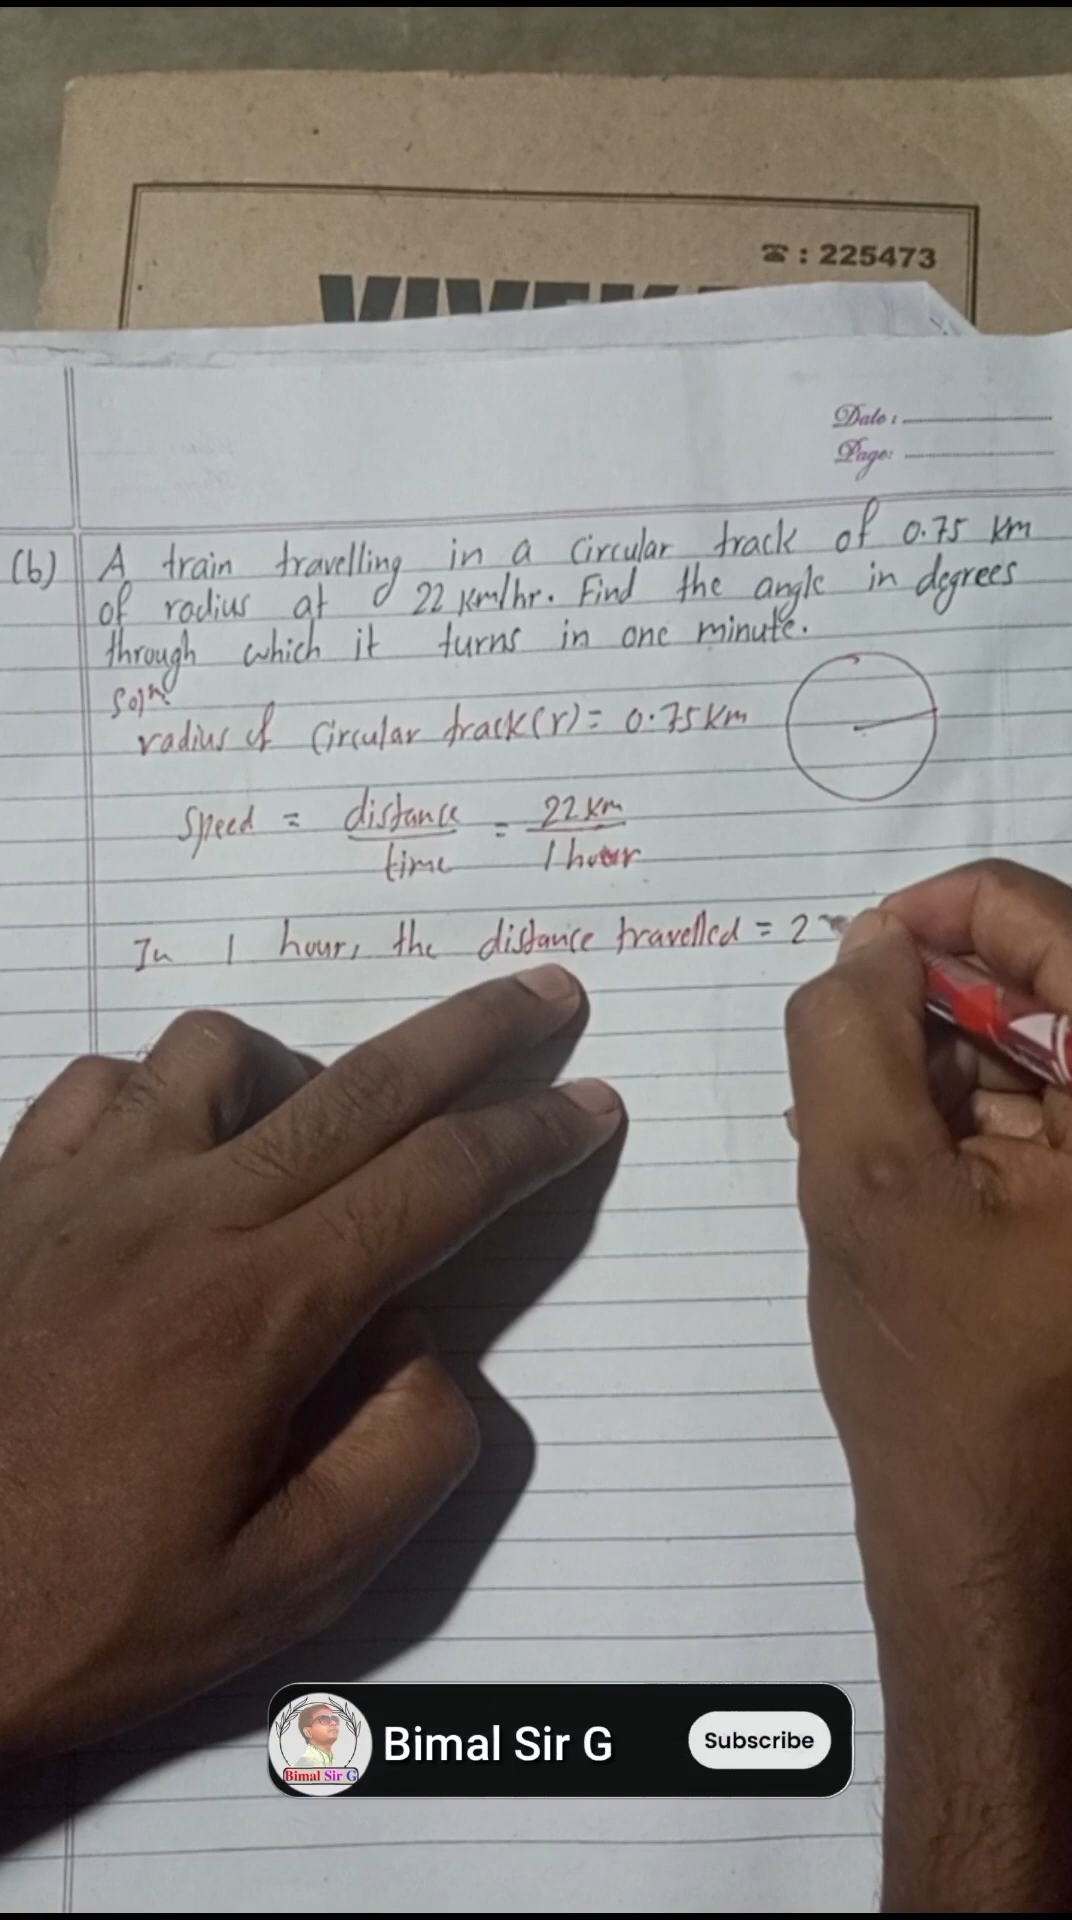 ☎ : 225473
Date :
Page:
(b) A train travelling in a circular track of 0.75 km
of radius at 22 km/hr. Find the angle in degrees
through which it turns in one minute.
Soln
radius of circular track(r) = 0.75 km
Speed = distance/time = 22 km/1 hour
In 1 hour, the distance travelled = 2
Bimal Sir G
Bimal Sir G
Subscribe